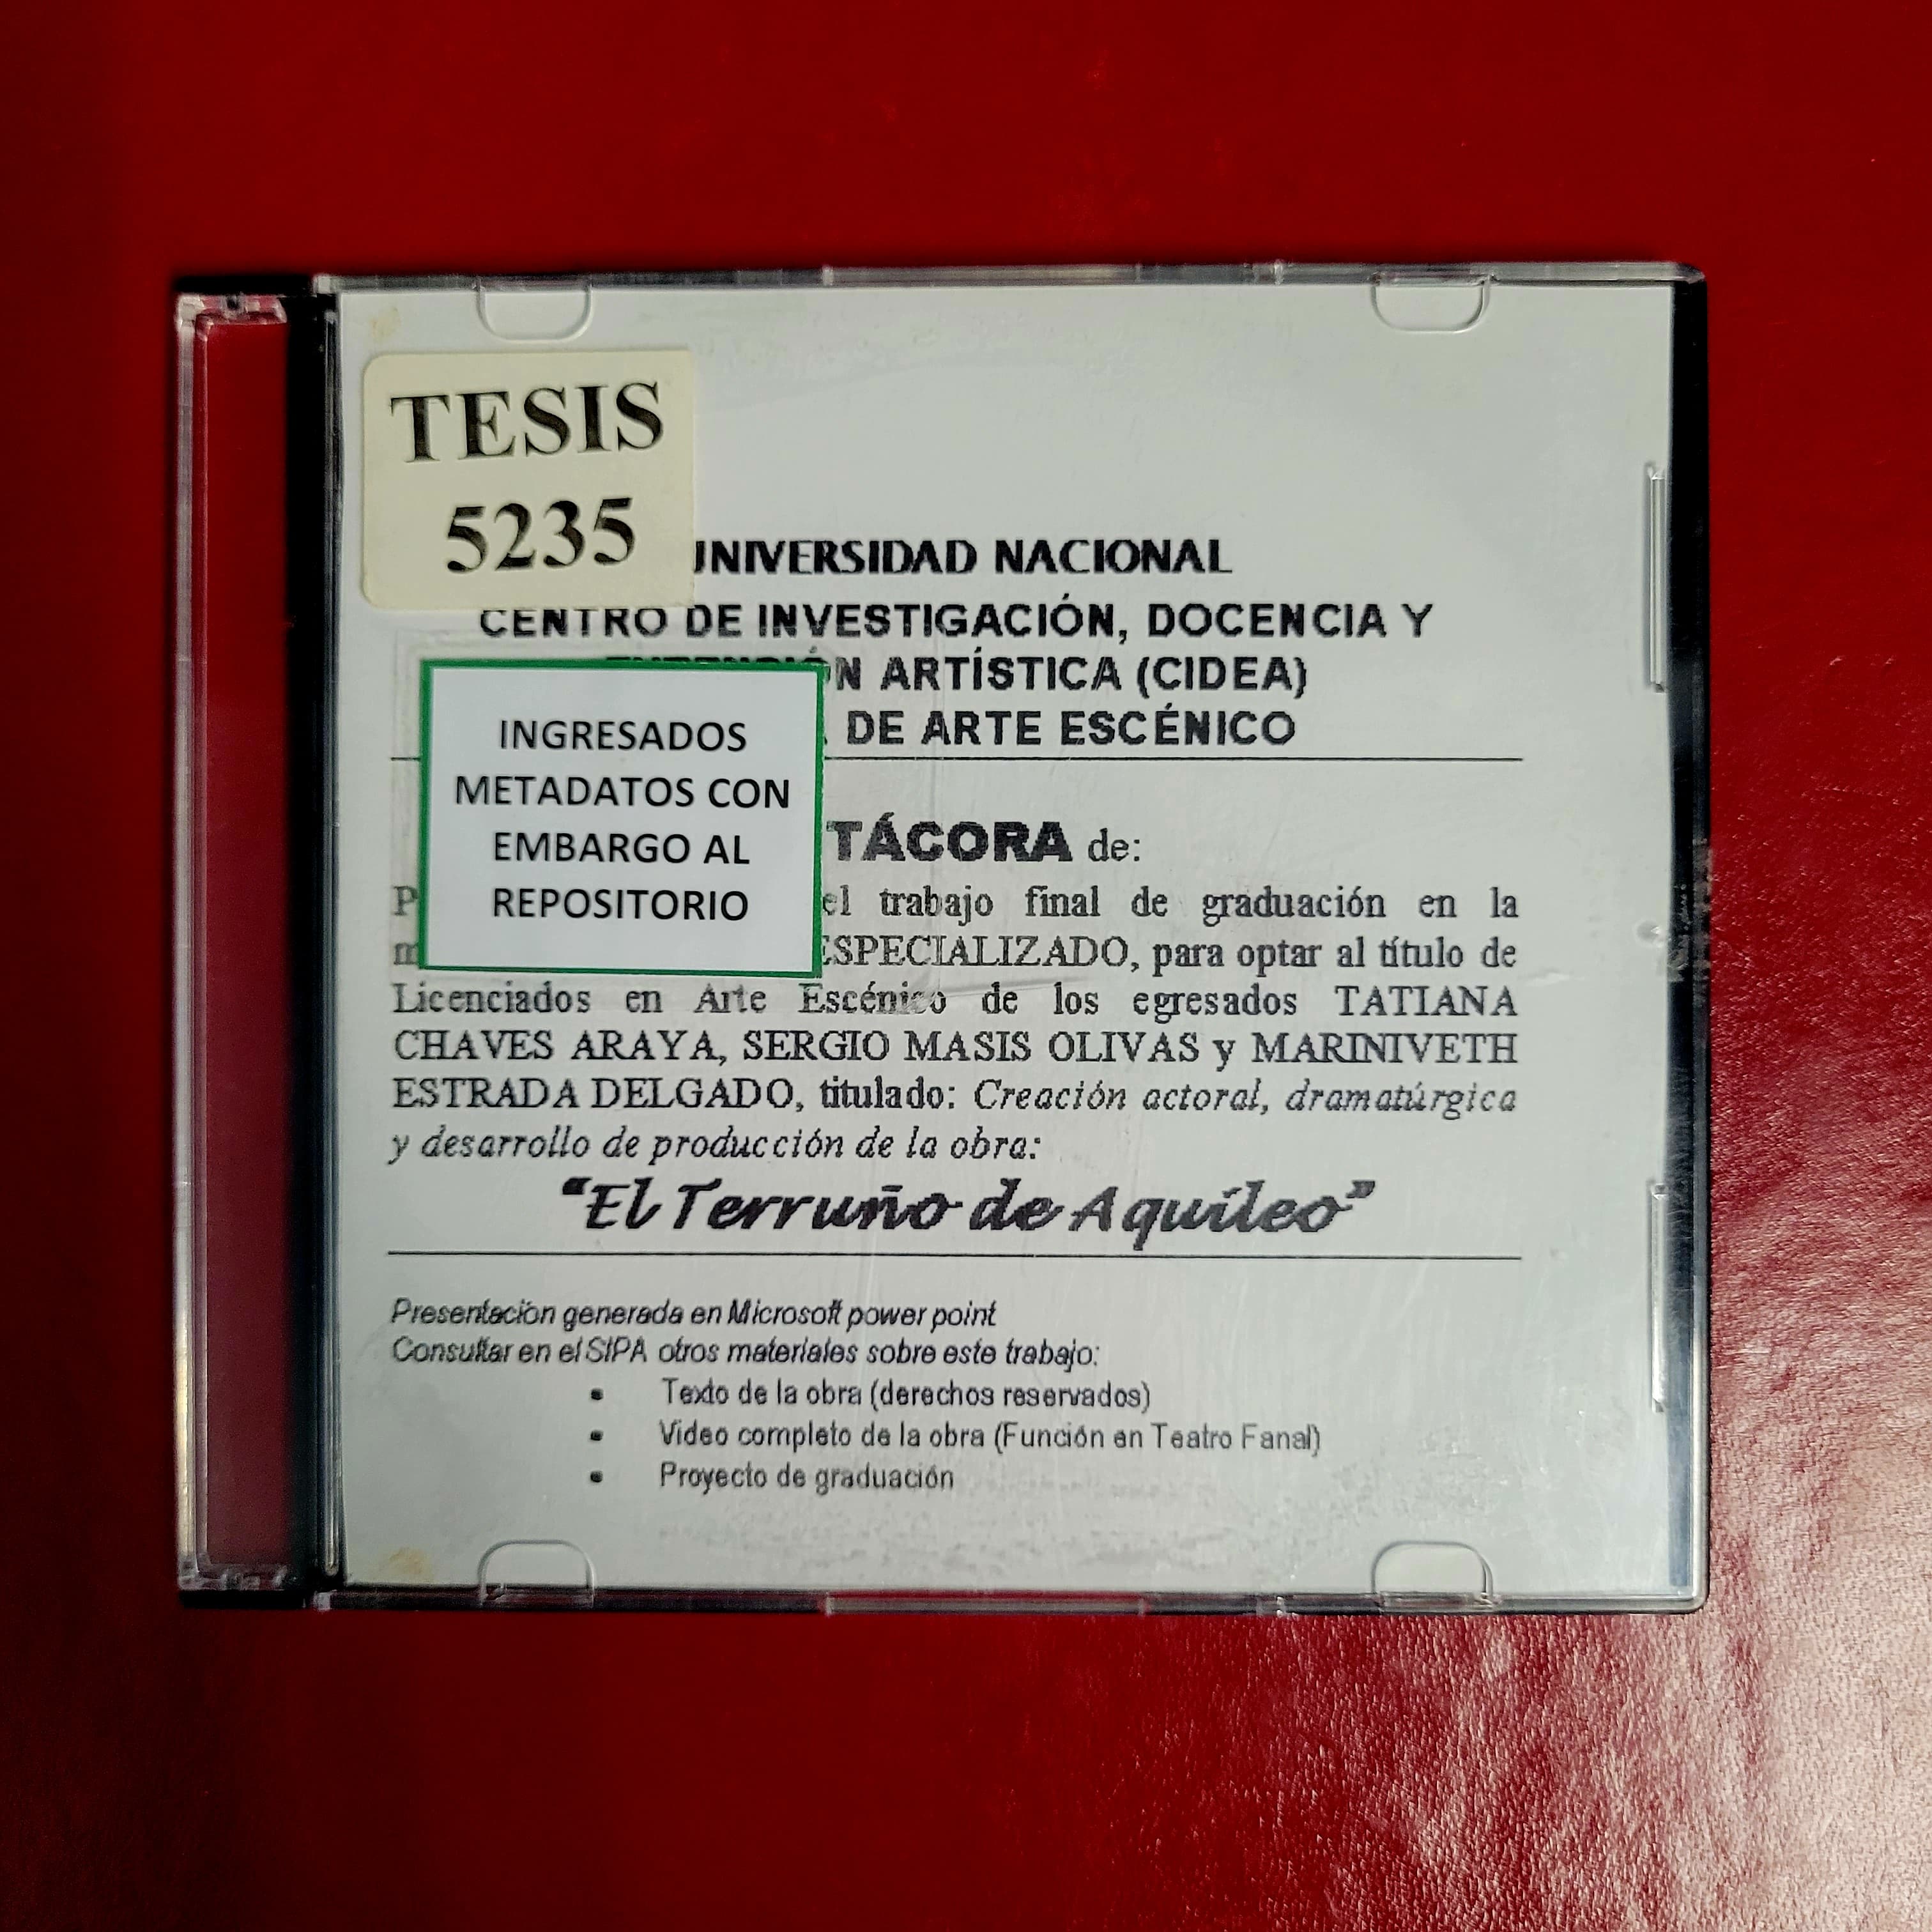 TESIS
5235
UNIVERSIDAD NACIONAL
CENTRO DE INVESTIGACIÓN, DOCENCIA Y
ARTÍSTICA (CIDEA)
DE ARTE ESCÉNICO
INGRESADOS
METADATOS CON
EMBARGO AL
REPOSITORIO
TÁCORA de:
el trabajo final de graduación en la
ESPECIALIZADO, para optar al título de
Licenciados en Arte Escénico de los egresados TATIANA
CHAVES ARAYA, SERGIO MASIS OLIVAS y MARINIVETH
ESTRADA DELGADO, titulado: Creación actoral, dramatúrgica
y desarrollo de producción de la obra:
“El Terruño de Aquileo”
Presentación generada en Microsoft power point
Consultar en el SIPA otros materiales sobre este trabajo:
• Texto de la obra (derechos reservados)
• Video completo de la obra (Función en Teatro Fanal)
• Proyecto de graduación